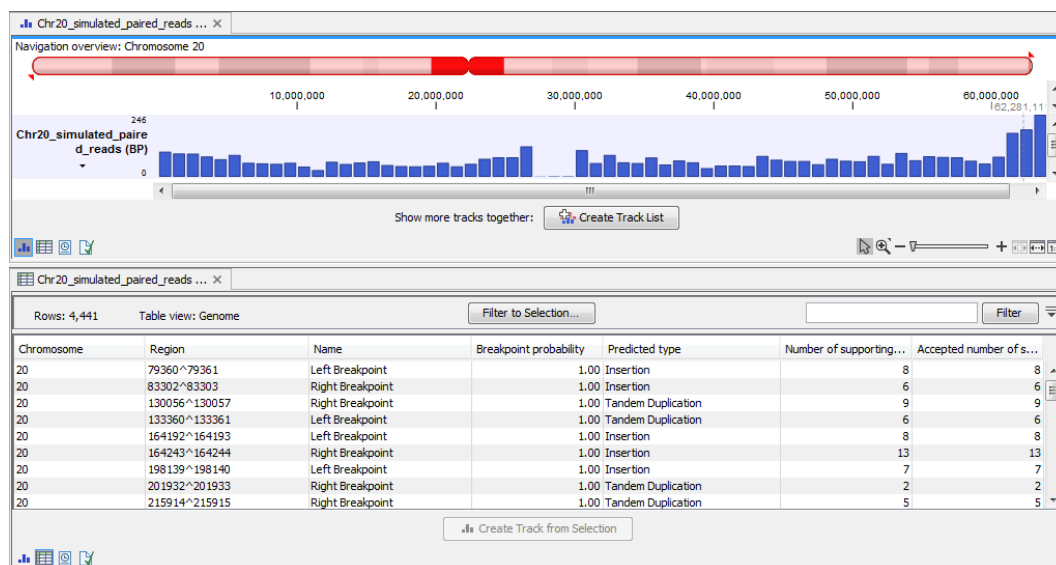 Chr20_simulated_paired_reads ...
Navigation overview: Chromosome 20
10,000,000 20,000,000 30,000,000 40,000,000 50,000,000 60,000,000
246
Chr20_simulated_paire
d_reads (BP)
0
Show more tracks together: Create Track List
Chr20_simulated_paired_reads ...
Rows: 4,441 Table view: Genome Filter to Selection... Filter
Chromosome Region Name Breakpoint probability Predicted type Number of supporting... Accepted number of s...
20 79360^79361 Left Breakpoint 1.00 Insertion 8 8
20 83302^83303 Right Breakpoint 1.00 Insertion 6 6
20 130056^130057 Right Breakpoint 1.00 Tandem Duplication 9 9
20 133360^133361 Left Breakpoint 1.00 Tandem Duplication 6 6
20 164192^164193 Left Breakpoint 1.00 Insertion 8 8
20 164243^164244 Right Breakpoint 1.00 Insertion 13 13
20 198139^198140 Left Breakpoint 1.00 Insertion 7 7
20 201932^201933 Right Breakpoint 1.00 Tandem Duplication 2 2
20 215914^215915 Right Breakpoint 1.00 Tandem Duplication 5 5
Create Track from Selection